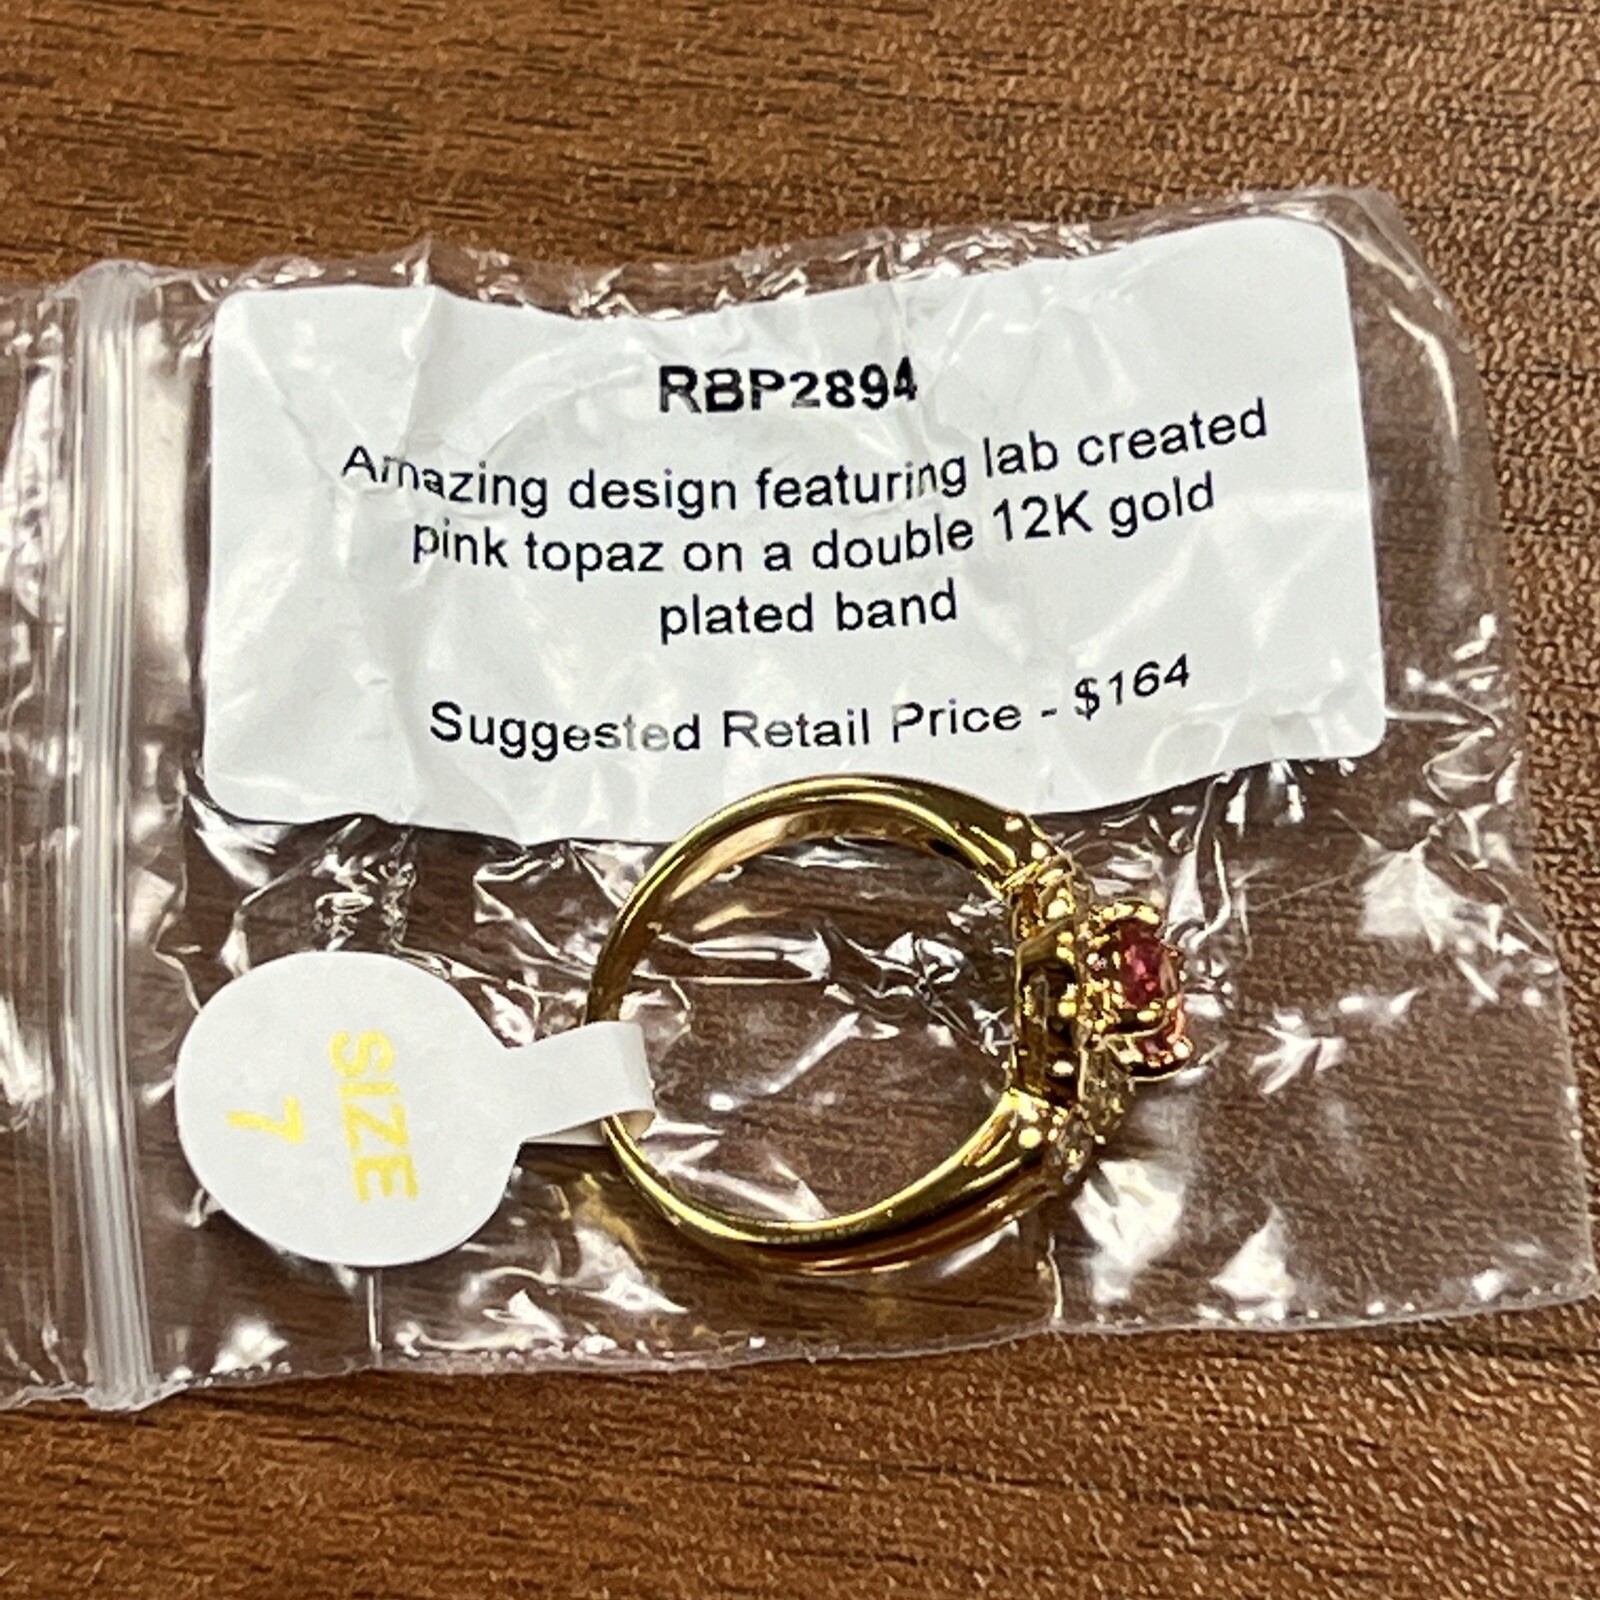 RBP2894
Amazing design featuring lab created
pink topaz on a double 12K gold
plated band
Suggested Retail Price - $164
SIZE
7